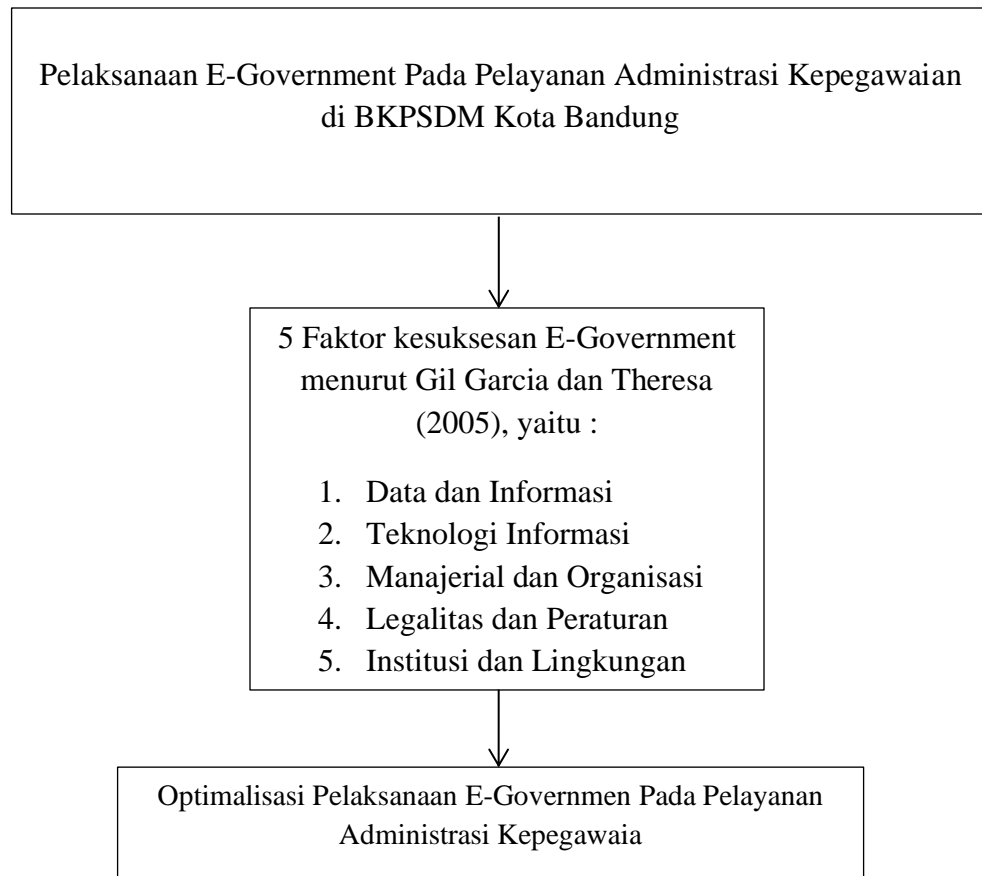 Pelaksanaan E-Government Pada Pelayanan Administrasi Kepegawaian
di BKPSDM Kota Bandung
5 Faktor kesuksesan E-Government
menurut Gil Garcia dan Theresa
(2005), yaitu :
1. Data dan Informasi
2. Teknologi Informasi
3. Manajerial dan Organisasi
4. Legalitas dan Peraturan
5. Institusi dan Lingkungan
Optimalisasi Pelaksanaan E-Governmen Pada Pelayanan
Administrasi Kepegawaia